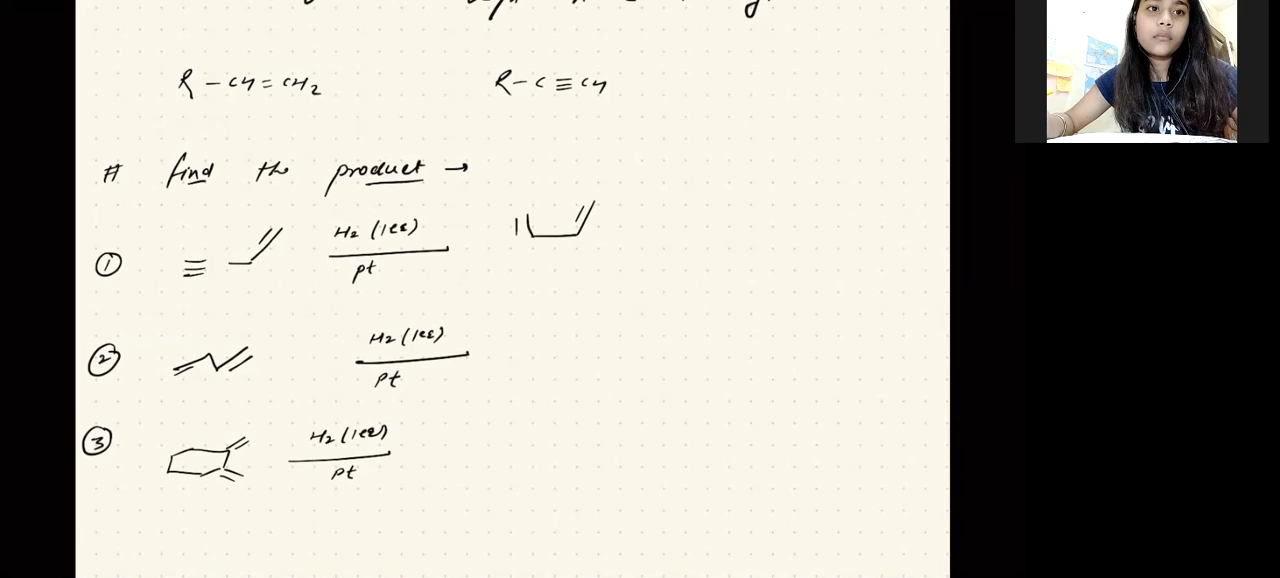 R - CH = CH2 R - C ≡ CH
# find the product →
① H2 (1eq)
pt
② H2 (1eq)
pt
③ H2 (1eq)
pt